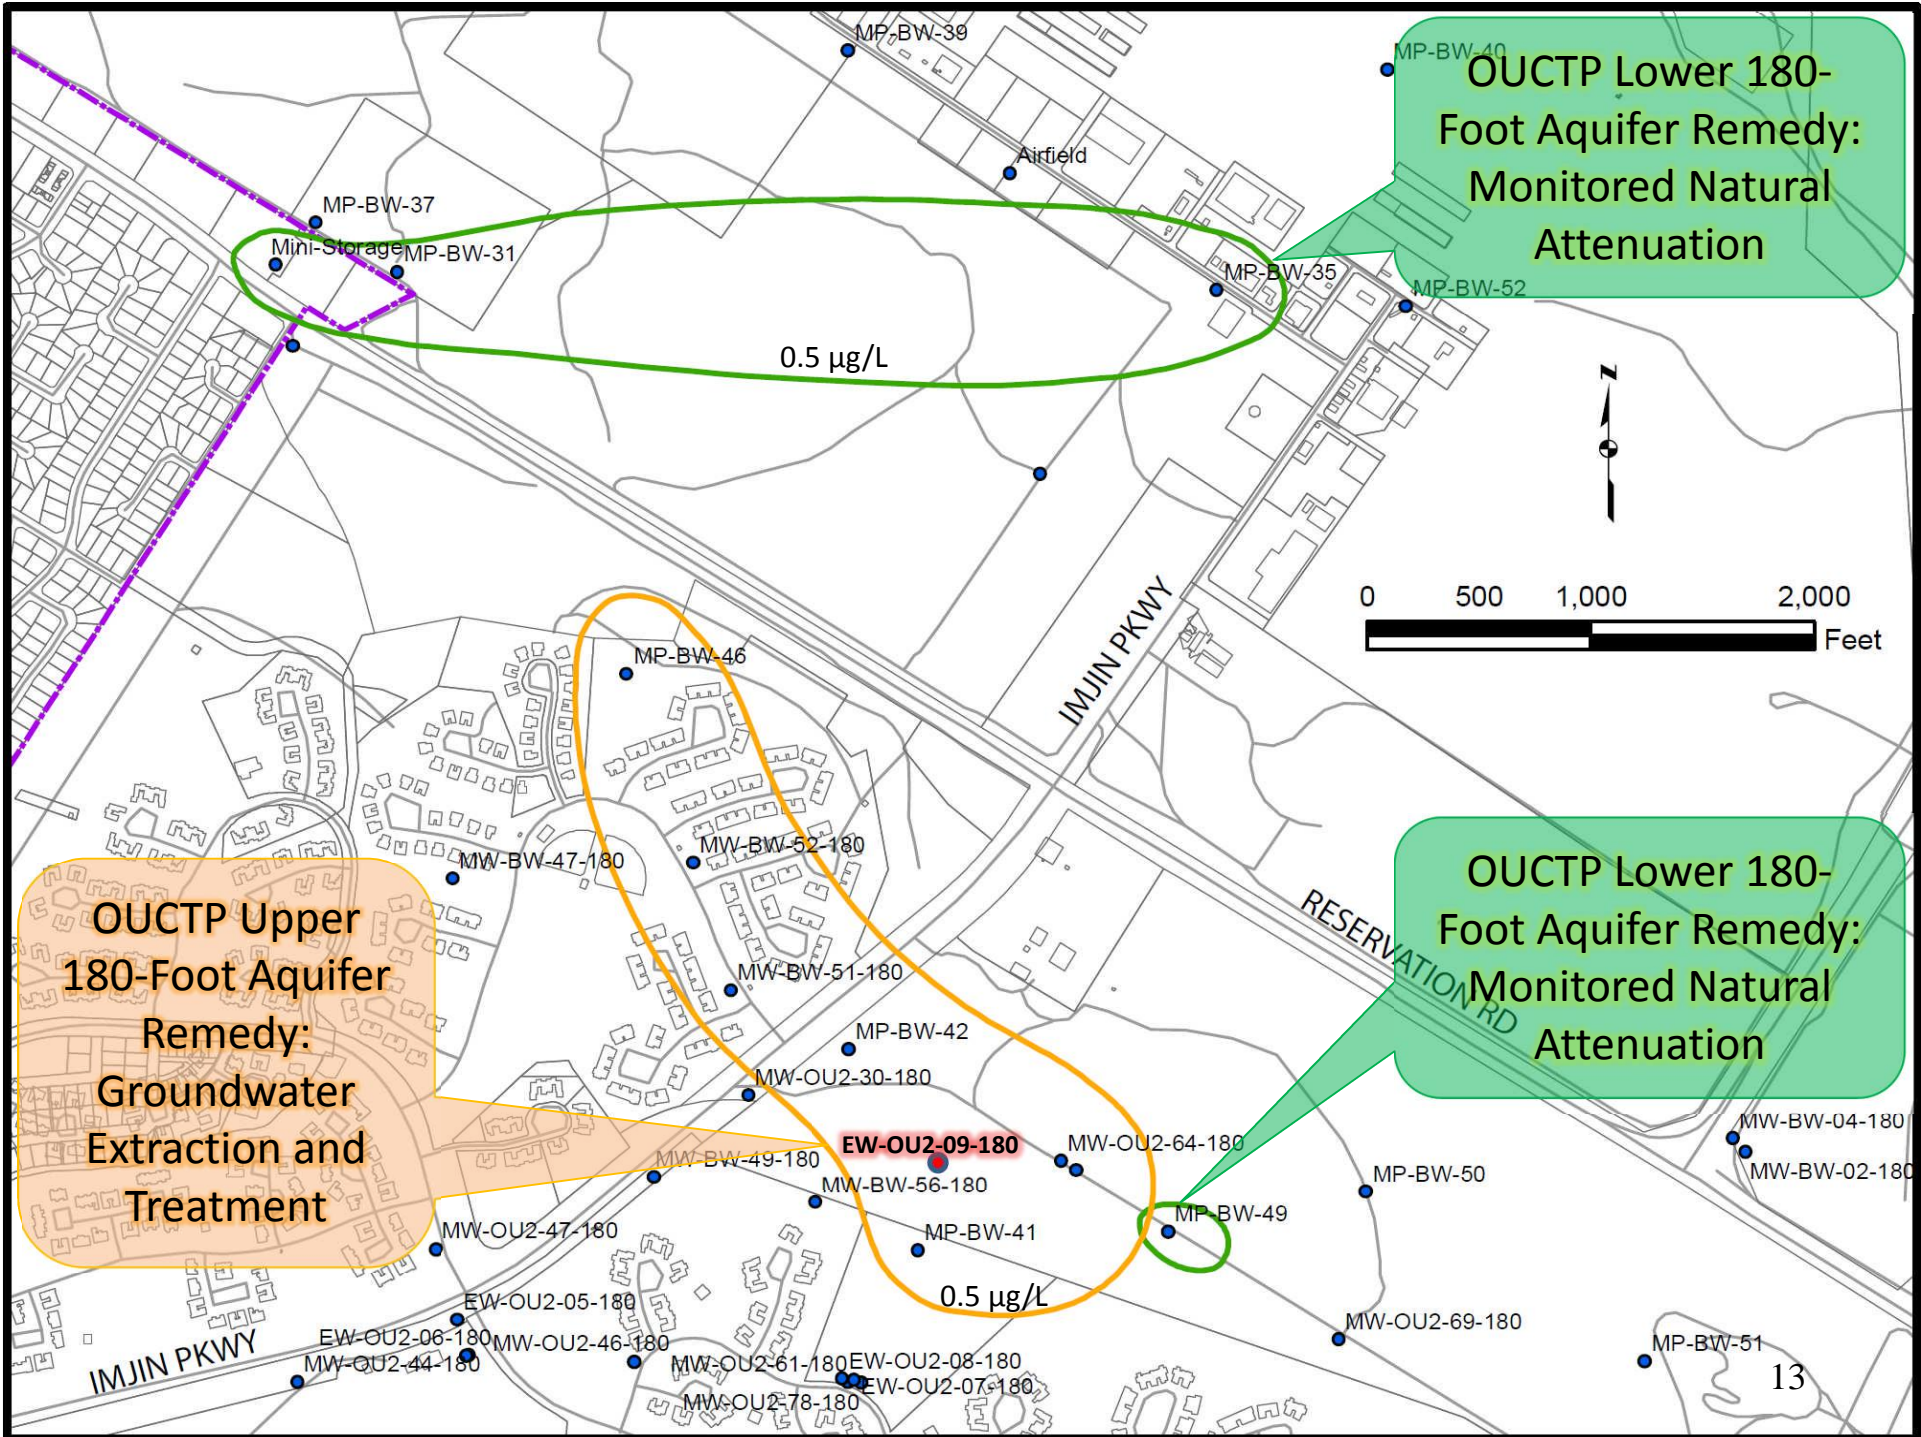 MP-BW-39
MP-BW-40
OUCTP Lower 180-
Foot Aquifer Remedy:
Monitored Natural
Attenuation
Airfield
MP-BW-37
Mini-Storage
MP-BW-31
MP-BW-35
MP-BW-52
0.5 µg/L
N
0 500 1,000 2,000
Feet
IMJIN PKWY
MP-BW-46
MW-BW-52-180
MW-BW-47-180
OUCTP Upper
180-Foot Aquifer
Remedy:
Groundwater
Extraction and
Treatment
OUCTP Lower 180-
Foot Aquifer Remedy:
Monitored Natural
Attenuation
RESERVATION RD
MW-BW-51-180
MP-BW-42
MW-OU2-30-180
EW-OU2-09-180
MW-OU2-64-180
MW-BW-04-180
MW-BW-02-180
MW-BW-49-180
MW-BW-56-180
MP-BW-50
MP-BW-49
MW-OU2-47-180
MP-BW-41
0.5 µg/L
EW-OU2-05-180
EW-OU2-06-180
MW-OU2-46-180
MW-OU2-44-180
MW-OU2-61-180
EW-OU2-08-180
EW-OU2-07-180
MW-OU2-78-180
MW-OU2-69-180
MP-BW-51
IMJIN PKWY
13